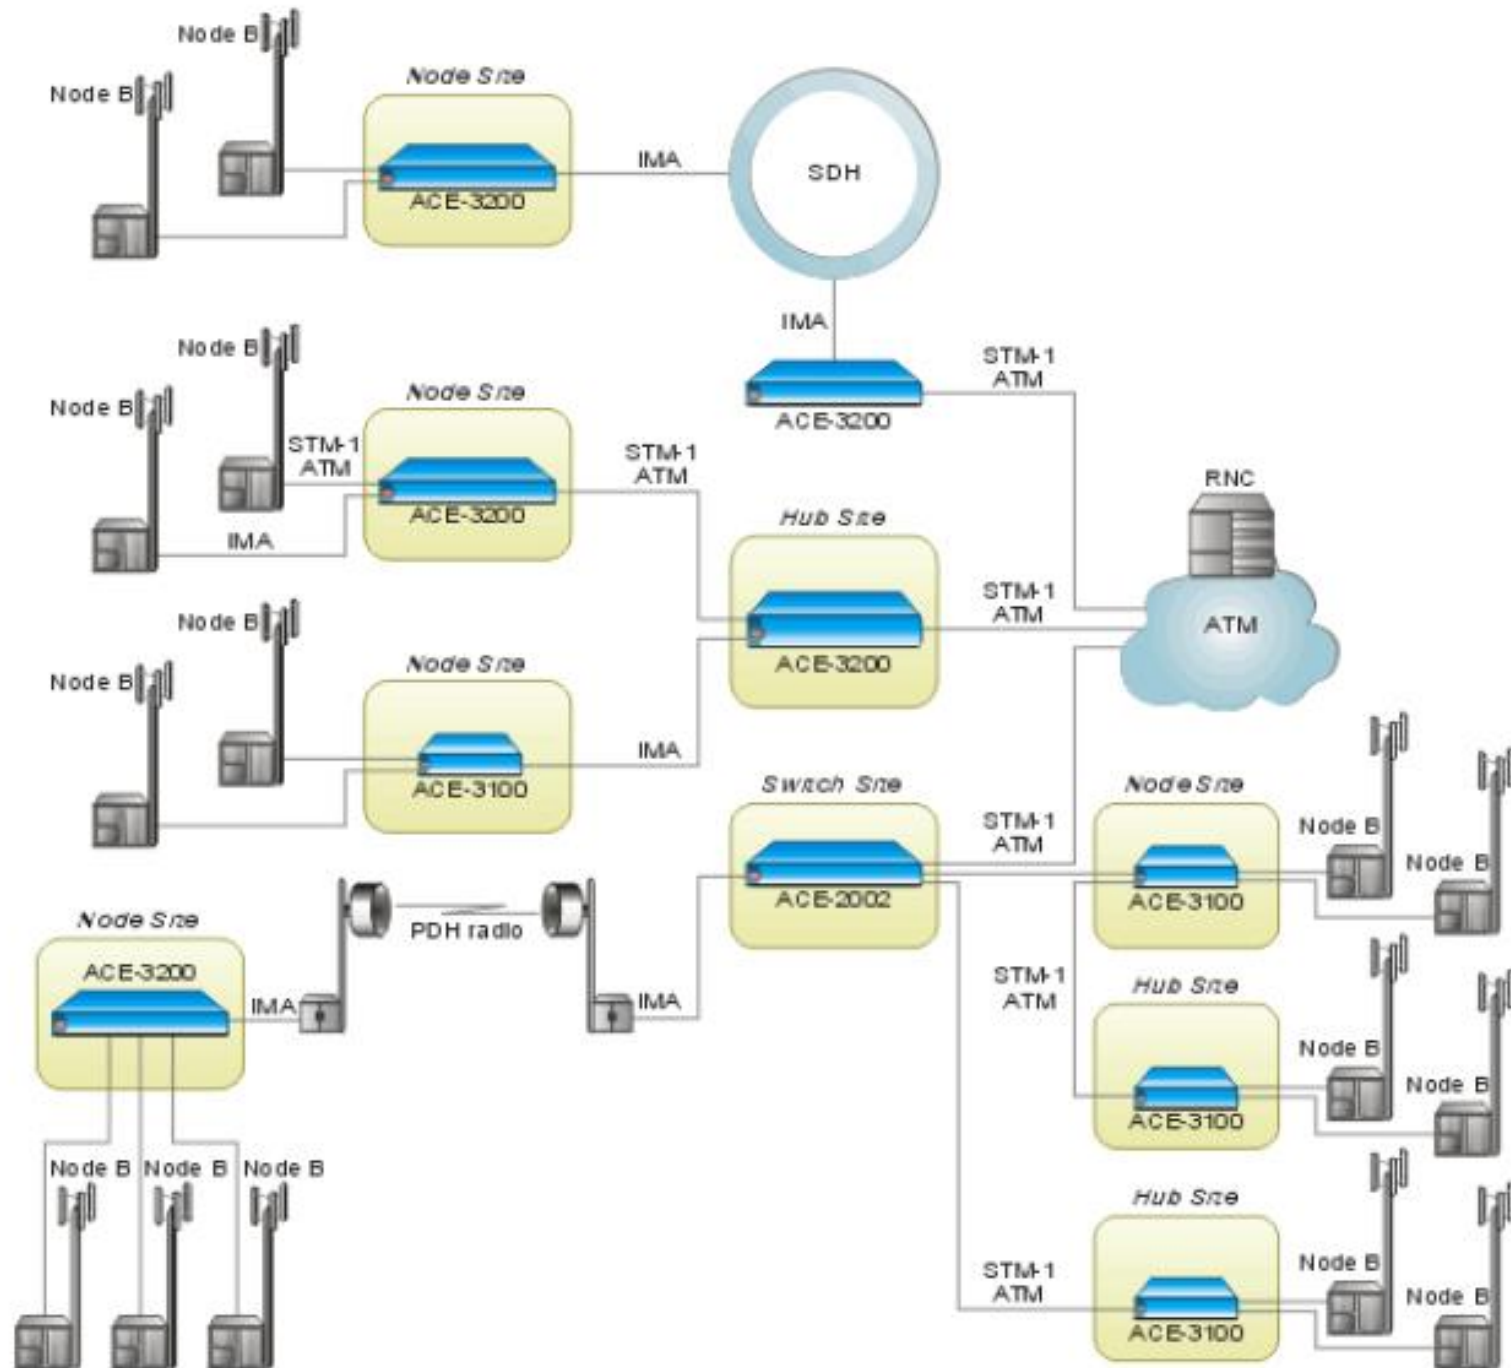 Node B
Node B
Node Site
ACE-3200
IMA
SDH
IMA
ACE-3200
STM-1
ATM
Node B
Node B
STM-1
ATM
IMA
Node Site
ACE-3200
STM-1
ATM
Hub Site
ACE-3200
STM-1
ATM
RNC
ATM
Node B
Node B
Node Site
ACE-3100
IMA
Switch Site
ACE-2002
STM-1
ATM
Node Site
ACE-3100
Node B
Node B
Node Site
ACE-3200
IMA
PDH radio
IMA
STM-1
ATM
Hub Site
ACE-3100
Node B
Node B
Node B
Node B
Node B
STM-1
ATM
Hub Site
ACE-3100
Node B
Node B